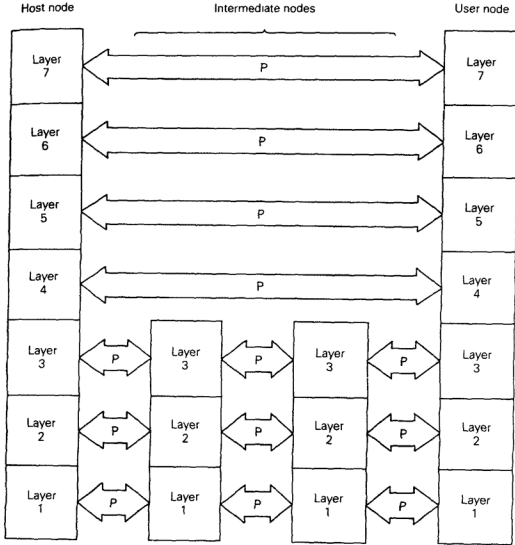 Host node Intermediate nodes User node
Layer P Layer
7 7
Layer P Layer
6 6
Layer P Layer
5 5
Layer P Layer
4 4
Layer P Layer P Layer P Layer
3 3 3 3
Layer P Layer P Layer P Layer
2 2 2 2
Layer P Layer P Layer P Layer
1 1 1 1